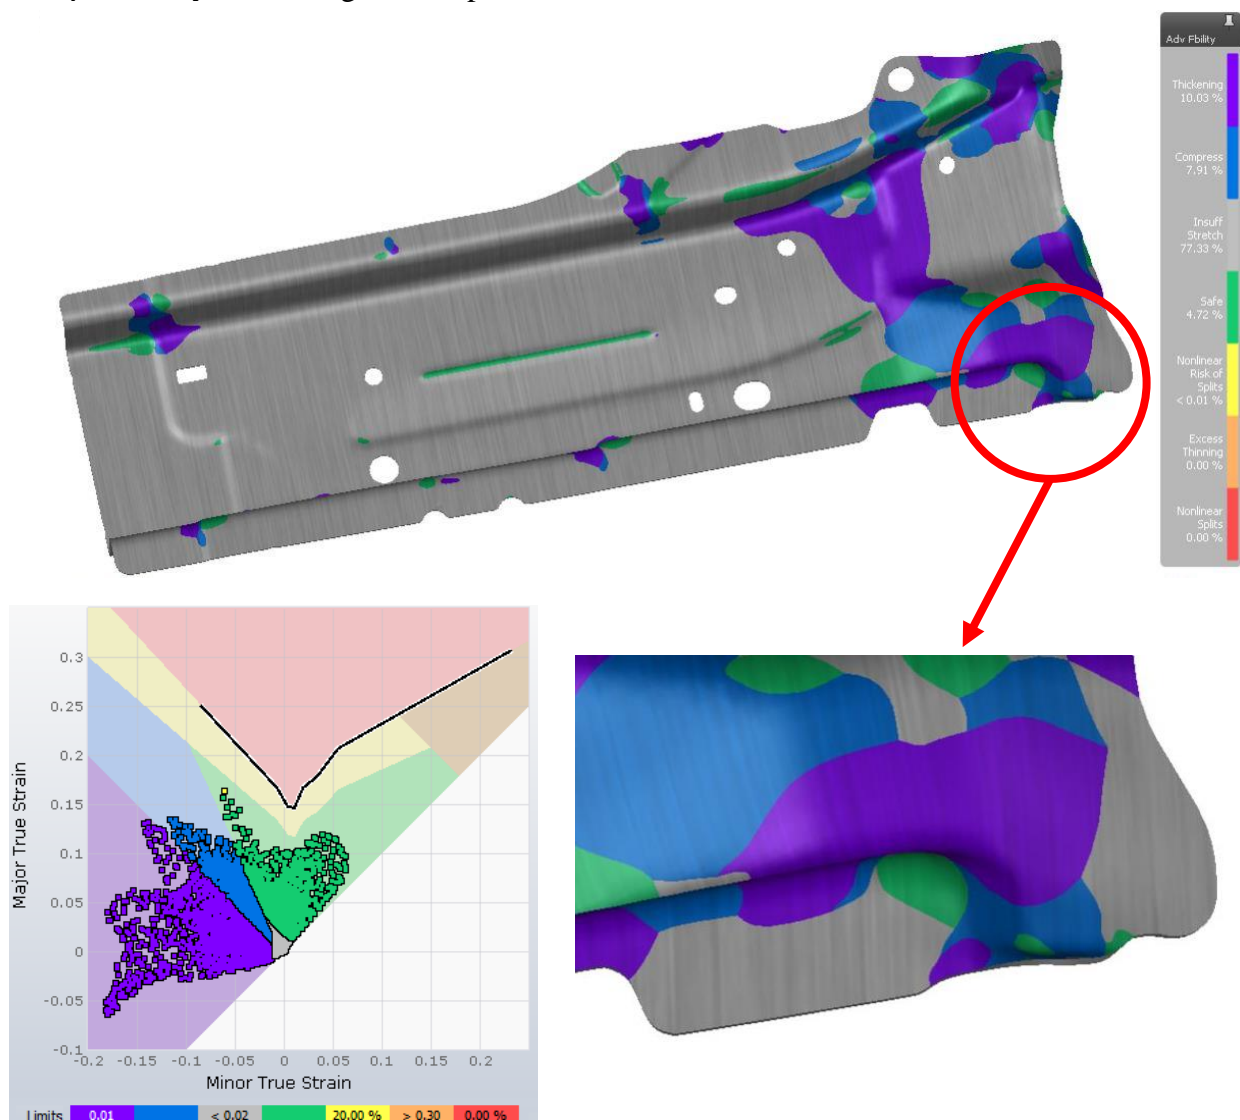 Adv Fbility
Thickening
10.03 %
Compress
7.91 %
Insuff
Stretch
77.33 %
Safe
4.72 %
Nonlinear
Risk of
Splits
< 0.01 %
Excess
Thinning
0.00 %
Nonlinear
Splits
0.00 %
Major True Strain
0.3
0.25
0.2
0.15
0.1
0.05
0
-0.05
-0.1
-0.2 -0.15 -0.1 -0.05 0 0.05 0.1 0.15 0.2
Minor True Strain
Limits 0.01 < 0.02 20.00 % > 0.30 0.00 %